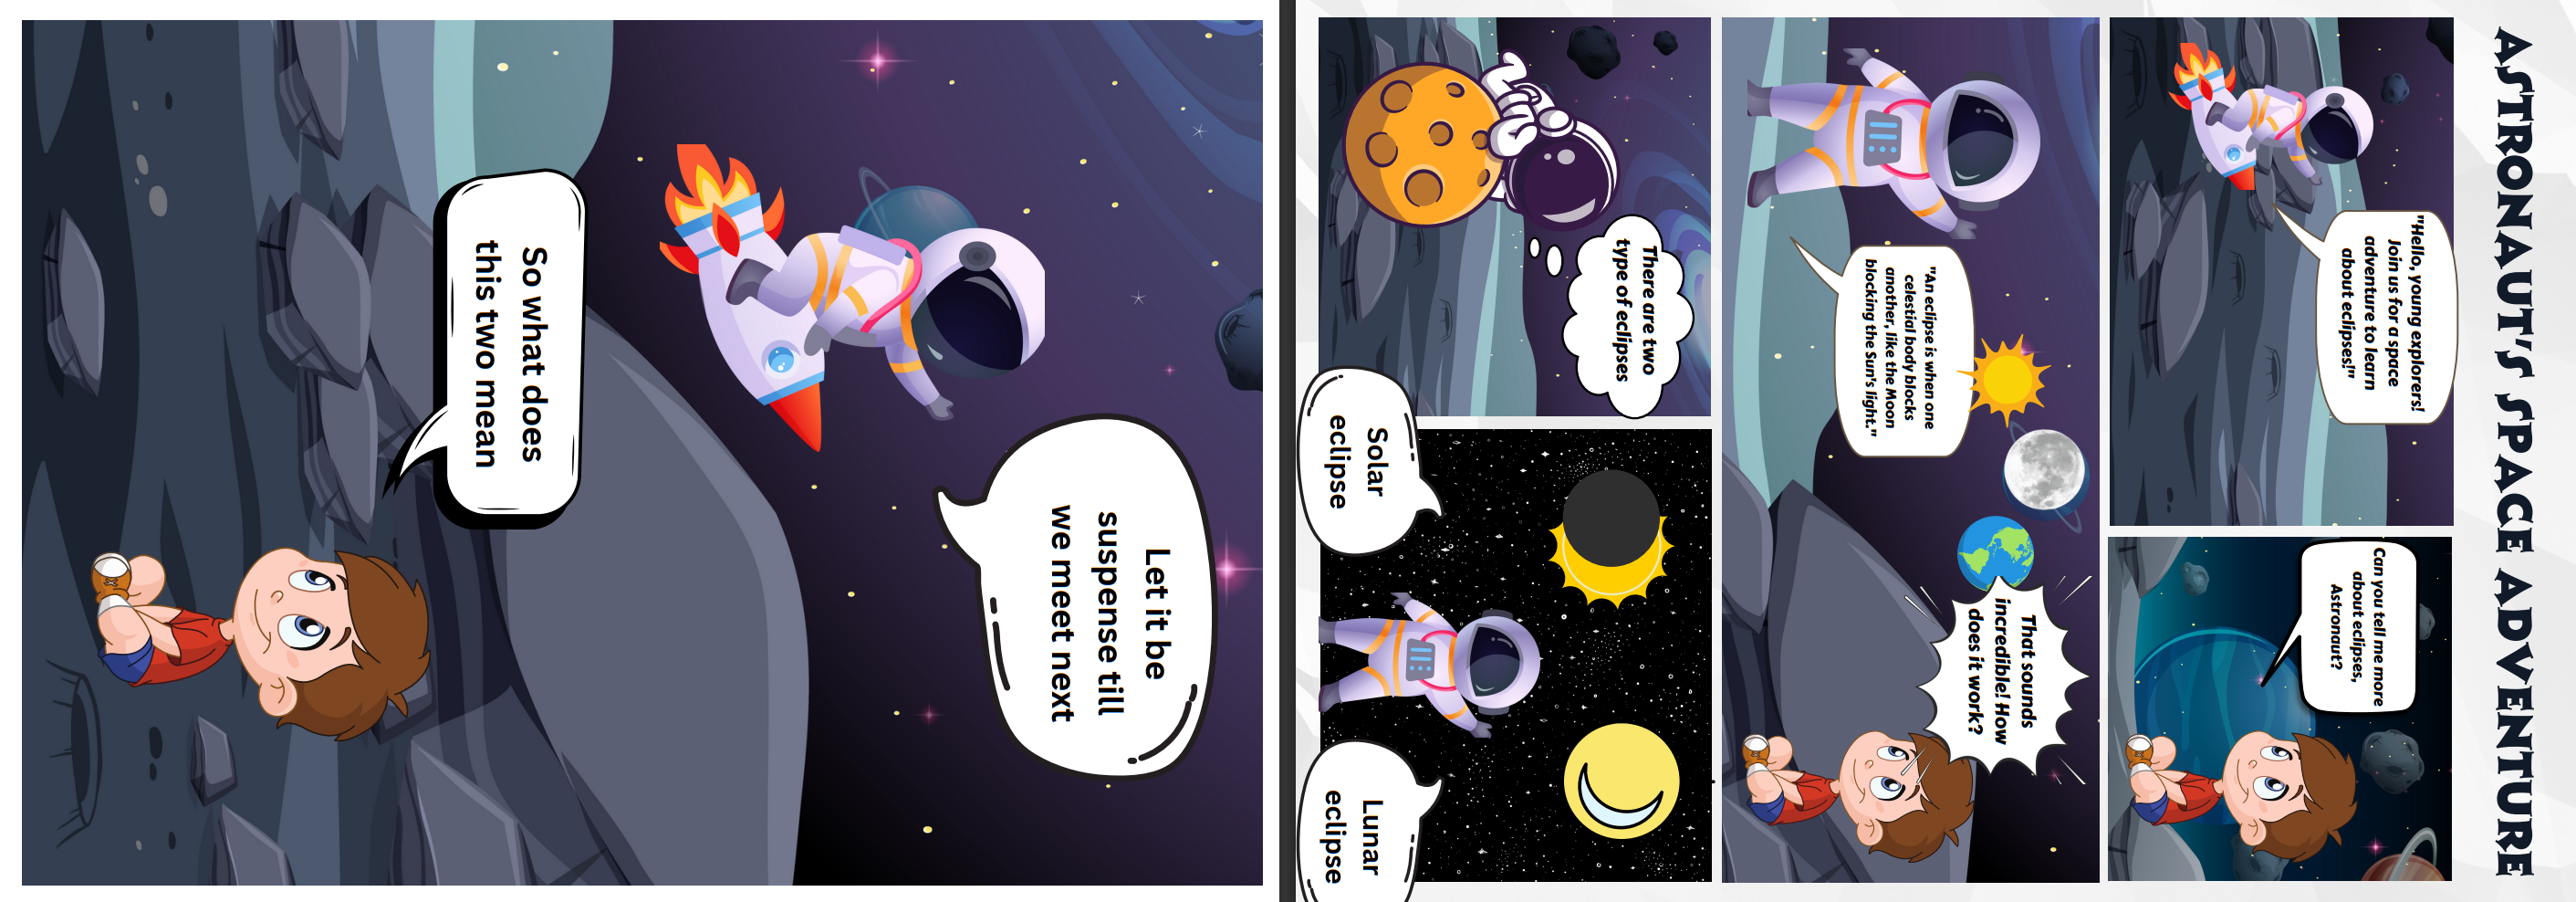 ASTRONAUT'S SPACE ADVENTURE
"Hello, young explorers!
Join us for a space
adventure to learn
about eclipses!"
Can you tell me more
about eclipses,
Astronaut?
"An eclipse is when one
celestial body blocks
another, like the Moon
blocking the Sun's light."
That sounds
incredible! How
does it work?
There are two
type of eclipses
Solar
eclipse
Lunar
eclipse
Let it be
suspense till
we meet next
So what does
this two mean